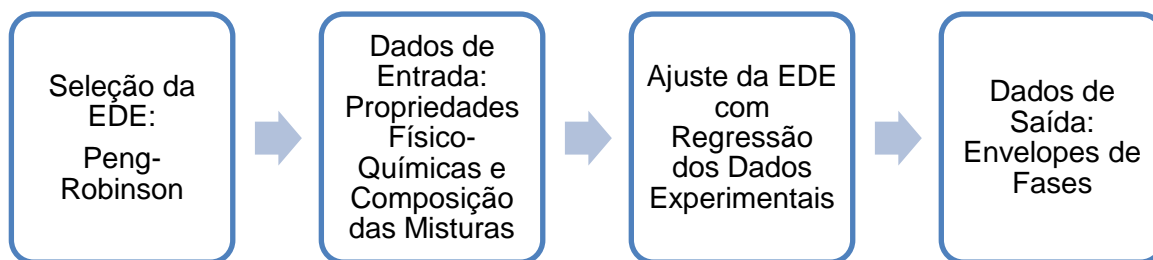 Seleção da
EDE:
Peng-
Robinson
Dados de
Entrada:
Propriedades
Físico-
Químicas e
Composição
das Misturas
Ajuste da EDE
com
Regressão
dos Dados
Experimentais
Dados de
Saída:
Envelopes de
Fases